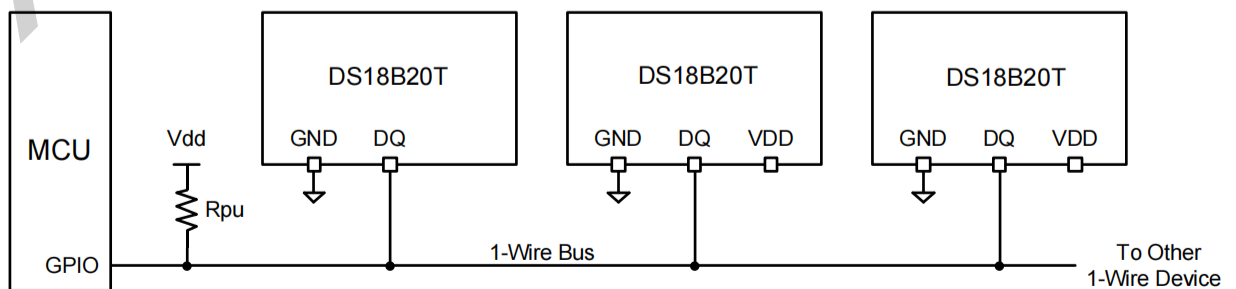 MCU
GPIO
Vdd
Rpu
DS18B20T
GND DQ
DS18B20T
GND DQ VDD
DS18B20T
GND DQ VDD
1-Wire Bus
To Other
1-Wire Device